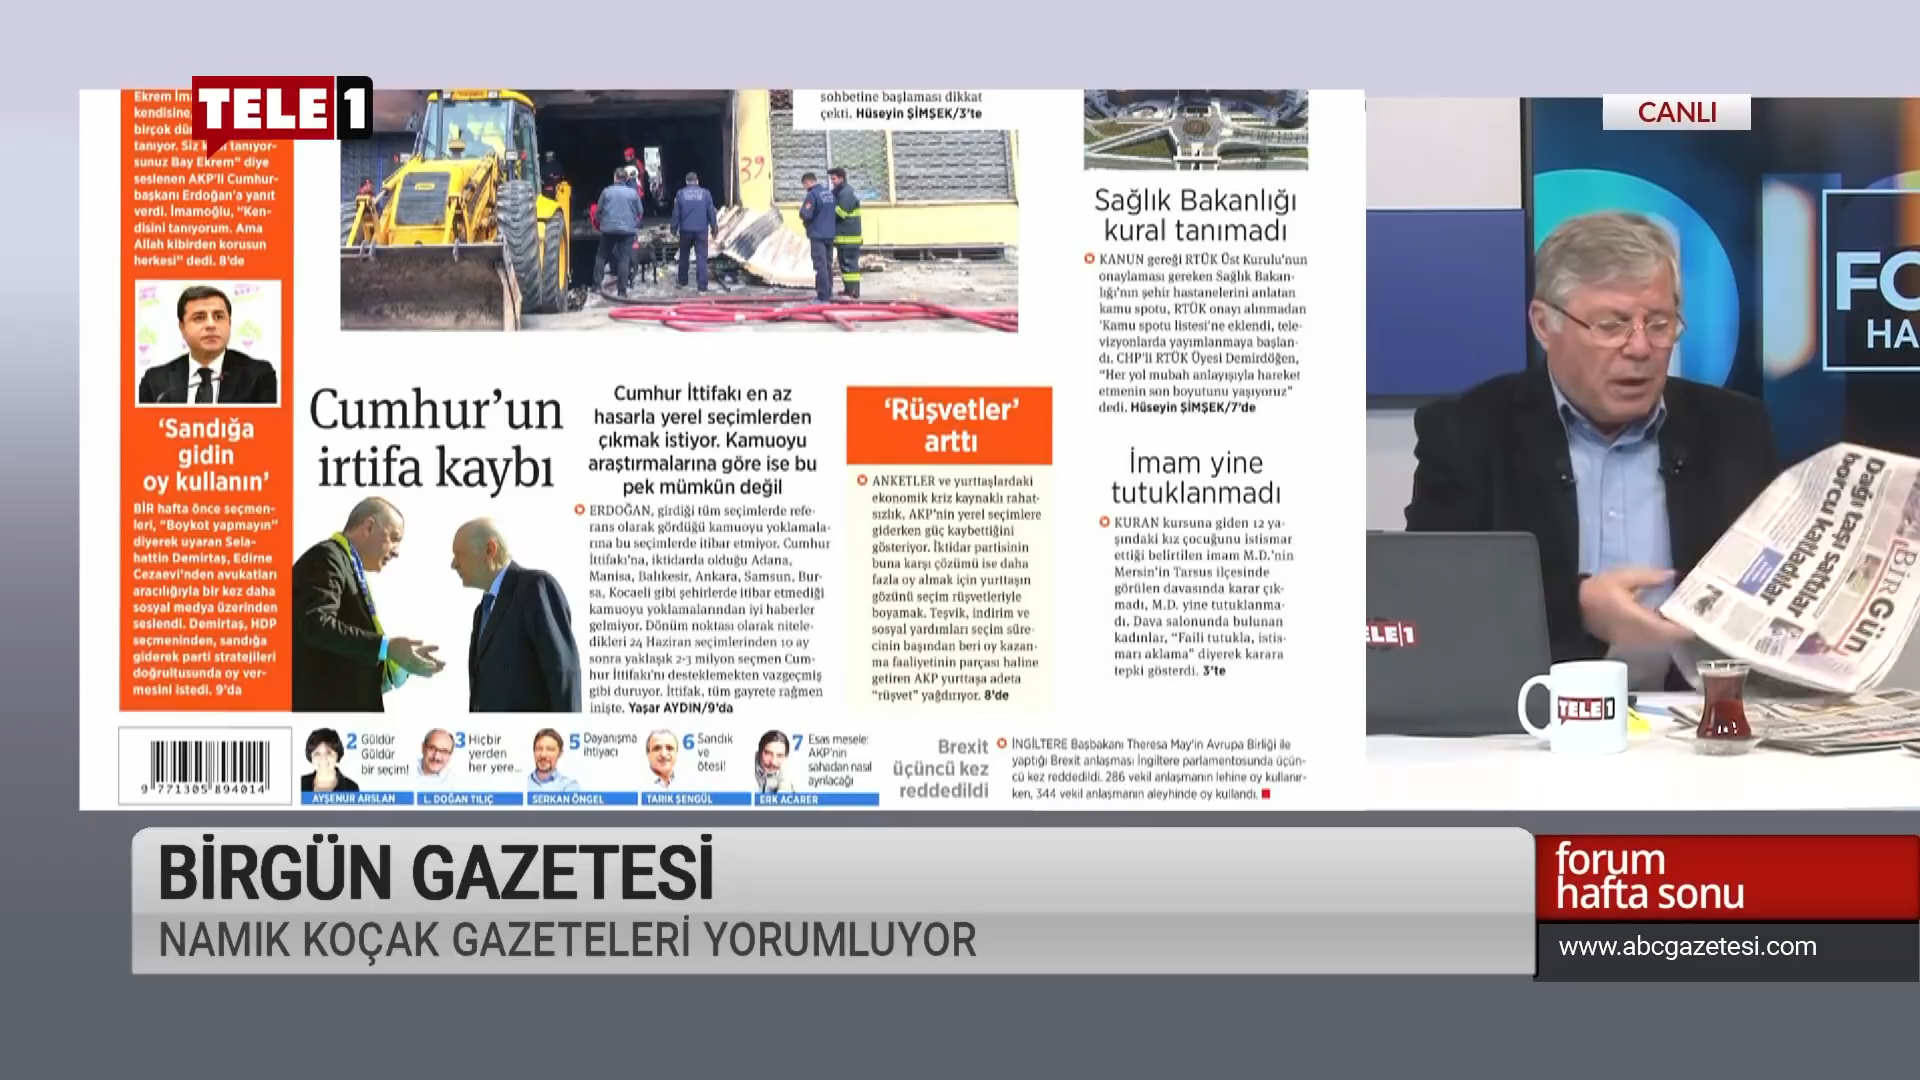 TELE 1
CANLI
Ekrem İma
kendisine,
birçok dü
tanıyor. Siz tanıyor-
sunuz Bay Ekrem” diye
seslenen AKP'li Cumhur-
başkanı Erdoğan'a yanıt
verdi. İmamoğlu, “Ken-
disini tanıyorum. Ama
Allah kibirden korusun
herkesi” dedi. 8'de
‘Sandığa
gidin
oy kullanın’
BİR hafta önce seçmen-
leri, “Boykot yapmayın”
diyerek uyaran Sela-
hattin Demirtaş, Edirne
Cezaevi'nden avukatları
aracılığıyla bir kez daha
sosyal medya üzerinden
seslendi. Demirtaş, HDP
seçmeninden, sandığa
giderek parti stratejileri
doğrultusunda oy ver-
mesini istedi. 9'da
sohbetine başlaması dikkat
çekti. Hüseyin ŞİMŞEK/3'te
39
Cumhur’un
irtifa kaybı
Cumhur İttifakı en az
hasarla yerel seçimlerden
çıkmak istiyor. Kamuoyu
araştırmalarına göre ise bu
pek mümkün değil
ERDOĞAN, girdiği tüm seçimlerde refe-
rans olarak gördüğü kamuoyu yoklamala-
rına bu seçimlerde itibar etmiyor. Cumhur
İttifakı'na, iktidarda olduğu Adana,
Manisa, Balıkesir, Ankara, Samsun, Bur-
sa, Kocaeli gibi şehirlerde itibar etmediği
kamuoyu yoklamalarından iyi haberler
gelmiyor. Dönüm noktası olarak nitele-
dikleri 24 Haziran seçimlerinden 10 ay
sonra yaklaşık 2-3 milyon seçmen Cum-
hur İttifakı'nı desteklemekten vazgeçmiş
gibi duruyor. İttifak, tüm gayrete rağmen
inişte. Yaşar AYDIN/9'da
‘Rüşvetler’
arttı
ANKETLER ve yurttaşlardaki
ekonomik kriz kaynaklı rahat-
sızlık, AKP'nin yerel seçimlere
giderken güç kaybettiğini
gösteriyor. İktidar partisinin
buna karşı çözümü ise daha
fazla oy almak için yurttaşın
gözünü seçim rüşvetleriyle
boyamak. Teşvik, indirim ve
sosyal yardımları seçim süre-
cinin başından beri oy kazan-
ma faaliyetinin parçası haline
getiren AKP yurttaşa adeta
“rüşvet” yağdırıyor. 8'de
Sağlık Bakanlığı
kural tanımadı
KANUN gereği RTÜK Üst Kurulu'nun
onaylaması gereken Sağlık Bakan-
lığı'nın şehir hastanelerini anlatan
kamu spotu, RTÜK onayı alınmadan
‘Kamu spotu listesi'ne eklendi, tele-
vizyonlarda yayımlanmaya başlan-
dı. CHP'li RTÜK Üyesi Demirdöğen,
“Her yol mubah anlayışıyla hareket
etmenin son boyutunu yaşıyoruz”
dedi. Hüseyin ŞİMŞEK/7'de
İmam yine
tutuklanmadı
KURAN kursuna giden 12 ya-
şındaki kız çocuğunu istismar
ettiği belirtilen imam M.D.'nin
Mersin'in Tarsus ilçesinde
görülen davasında karar çık-
madı, M.D. yine tutuklanma-
dı. Dava salonunda bulunan
kadınlar, “Faili tutukla, istis-
marı aklama” diyerek karara
tepki gösterdi. 3'te
9 771305 894014
2 Güldür
Güldür
bir seçim!
AYŞENUR ARSLAN
3 Hiçbir
yerden
her yere...
L. DOĞAN TILIÇ
5 Dayanışma
ihtiyacı
SERKAN ÖNGEL
6 Sandık
ve
ötesi!
TARIK ŞENGÜL
7 Esas mesele:
AKP'nin
sahadan nasıl
ayrılacağı
ERK ACARER
Brexit
üçüncü kez
reddedildi
İNGİLTERE Başbakanı Theresa May'in Avrupa Birliği ile
yaptığı Brexit anlaşması İngiltere parlamentosunda üçün-
cü kez reddedildi. 286 vekil anlaşmanın lehine oy kullanır-
ken, 344 vekil anlaşmanın aleyhinde oy kullandı.
FO
HA
BİRGÜN
Dağı taşı sattılar
borcu katladılar
TELE1
TELE1
BİRGÜN GAZETESİ
NAMIK KOÇAK GAZETELERİ YORUMLUYOR
forum
hafta sonu
www.abcgazetesi.com